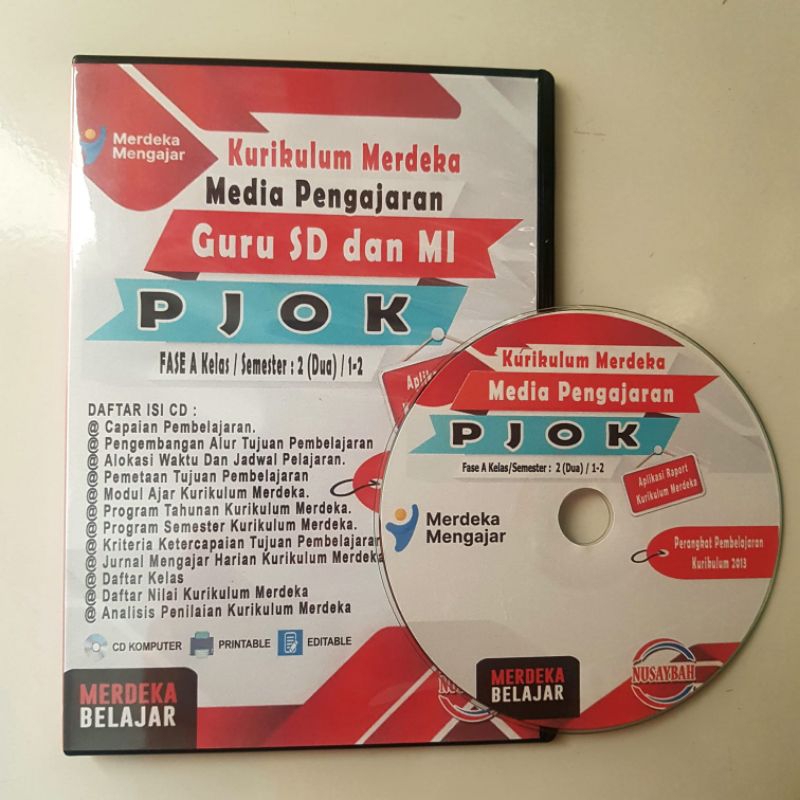 Merdeka
Mengajar
Kurikulum Merdeka
Media Pengajaran
Guru SD dan MI
PJOK
FASE A Kelas / Semester : 2 (Dua) / 1-2
DAFTAR ISI CD :
@ Capaian Pembelajaran.
@ Pengembangan Alur Tujuan Pembelajaran
@ Alokasi Waktu Dan Jadwal Pelajaran.
@ Pemetaan Tujuan Pembelajaran
@ Modul Ajar Kurikulum Merdeka.
@ Program Tahunan Kurikulum Merdeka.
@ Program Semester Kurikulum Merdeka.
@ Kriteria Ketercapaian Tujuan Pembelajaran
@ Jurnal Mengajar Harian Kurikulum Merdeka
@ Daftar Kelas
@ Daftar Nilai Kurikulum Merdeka
@ Analisis Penilaian Kurikulum Merdeka
CD KOMPUTER PRINTABLE EDITABLE
MERDEKA
BELAJAR
Kurikulum Merdeka
Media Pengajaran
PJOK
Fase A Kelas/Semester : 2 (Dua) / 1-2
Aplikasi Raport
Kurikulum Merdeka
Merdeka
Mengajar
Perangkat Pembelajaran
Kurikulum 2013
MERDEKA
BELAJAR
NUSAYBAH